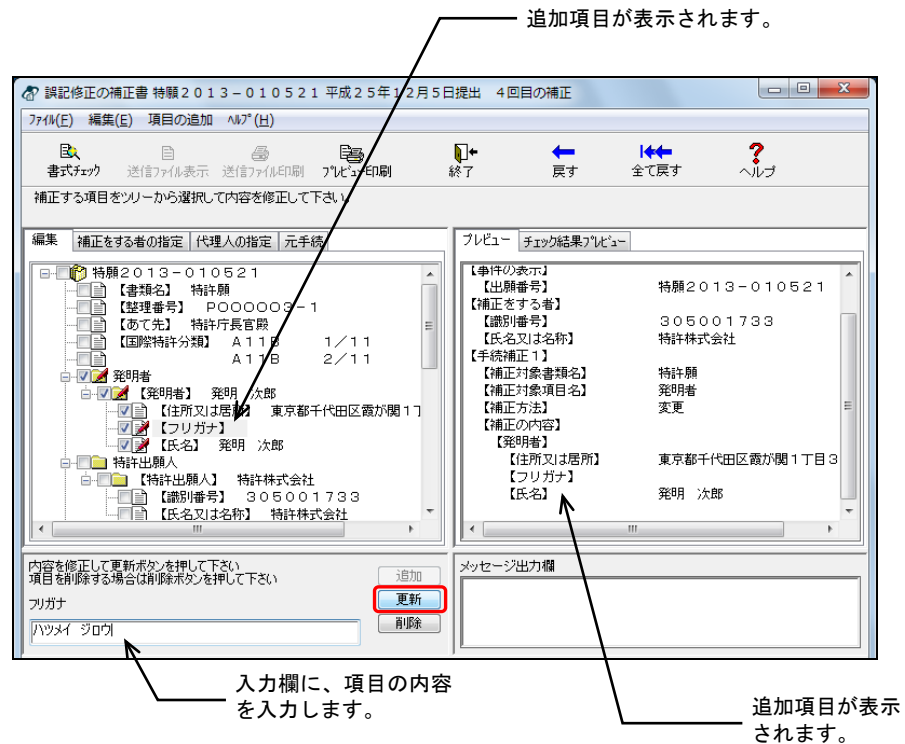 追加項目が表示されます。
誤記修正の補正書 特願２０１３－０１０５２１ 平成２５年１２月５日提出　４回目の補正
ﾌｧｲﾙ(F)　編集(E)　項目の追加　ﾍﾙﾌﾟ(H)
書式ﾁｪｯｸ　送信ﾌｧｲﾙ表示　送信ﾌｧｲﾙ印刷　ﾌﾟﾚﾋﾞｭｰ印刷　終了　戻す　全て戻す　ヘルプ
補正する項目をツリーから選択して内容を修正して下さい。
編集　補正をする者の指定　代理人の指定　元手続
特願２０１３－０１０５２１
【書類名】　特許願
【整理番号】　Ｐ０００００３－１
【あて先】　特許庁長官殿
【国際特許分類】　Ａ１１Ｂ　１／１１
Ａ１１Ｂ　２／１１
発明者
【発明者】　発明　次郎
【住所又は居所】　東京都千代田区霞が関１丁
【フリガナ】
【氏名】　発明　次郎
特許出願人
【特許出願人】　特許株式会社
【識別番号】　３０５００１７３３
【氏名又は名称】　特許株式会社
プレビュー　チェック結果ﾌﾟﾚﾋﾞｭｰ
【事件の表示】
【出願番号】　特願２０１３－０１０５２１
【補正をする者】
【識別番号】　３０５００１７３３
【氏名又は名称】　特許株式会社
【手続補正１】
【補正対象書類名】　特許願
【補正対象項目名】　発明者
【補正方法】　変更
【補正の内容】
【発明者】
【住所又は居所】　東京都千代田区霞が関１丁目３
【フリガナ】
【氏名】　発明　次郎
内容を修正して更新ボタンを押して下さい
項目を削除する場合は削除ボタンを押して下さい
フリガナ
ハツメイ　ジロウ
追加
更新
削除
メッセージ出力欄
入力欄に、項目の内容
を入力します。
追加項目が表示
されます。